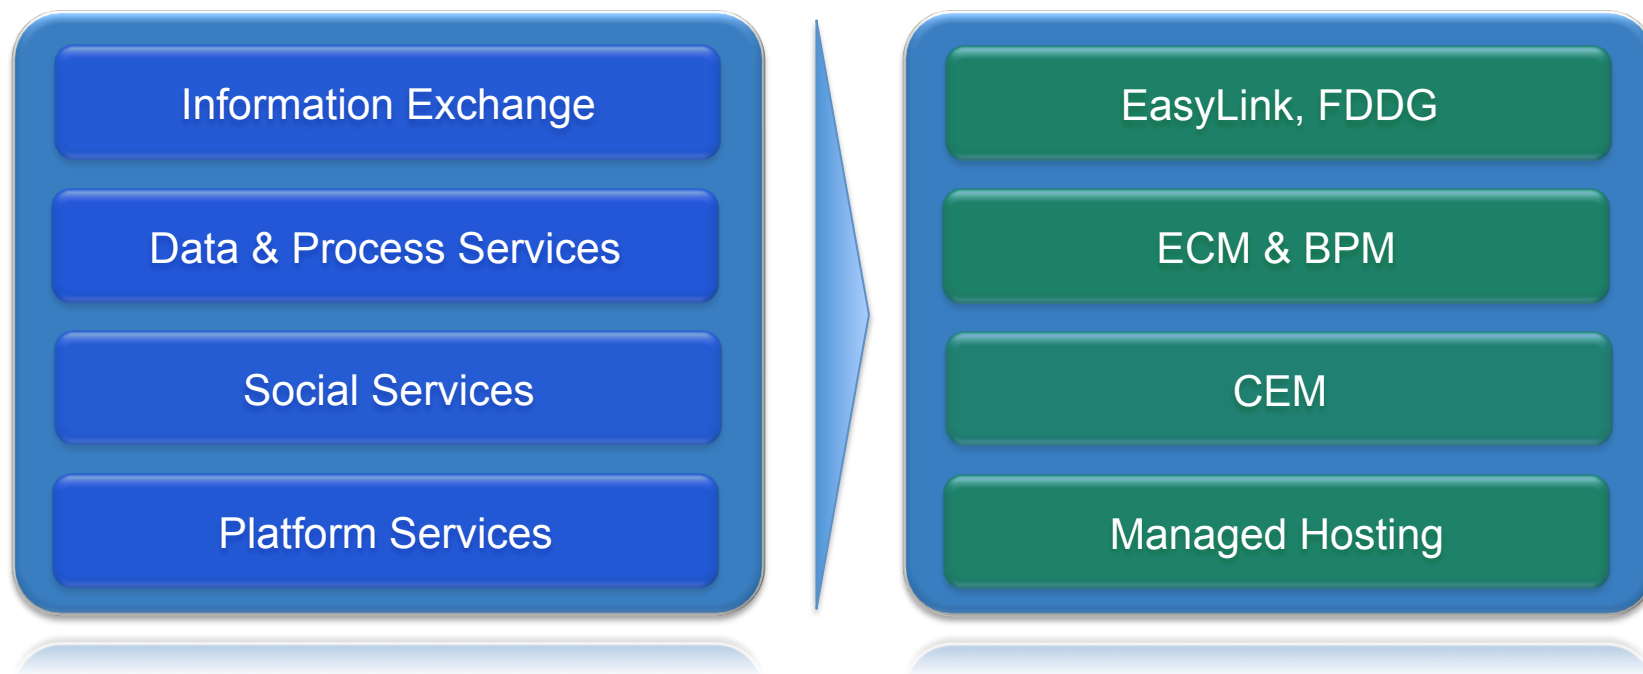 Information Exchange
Data & Process Services
Social Services
Platform Services
EasyLink, FDDG
ECM & BPM
CEM
Managed Hosting